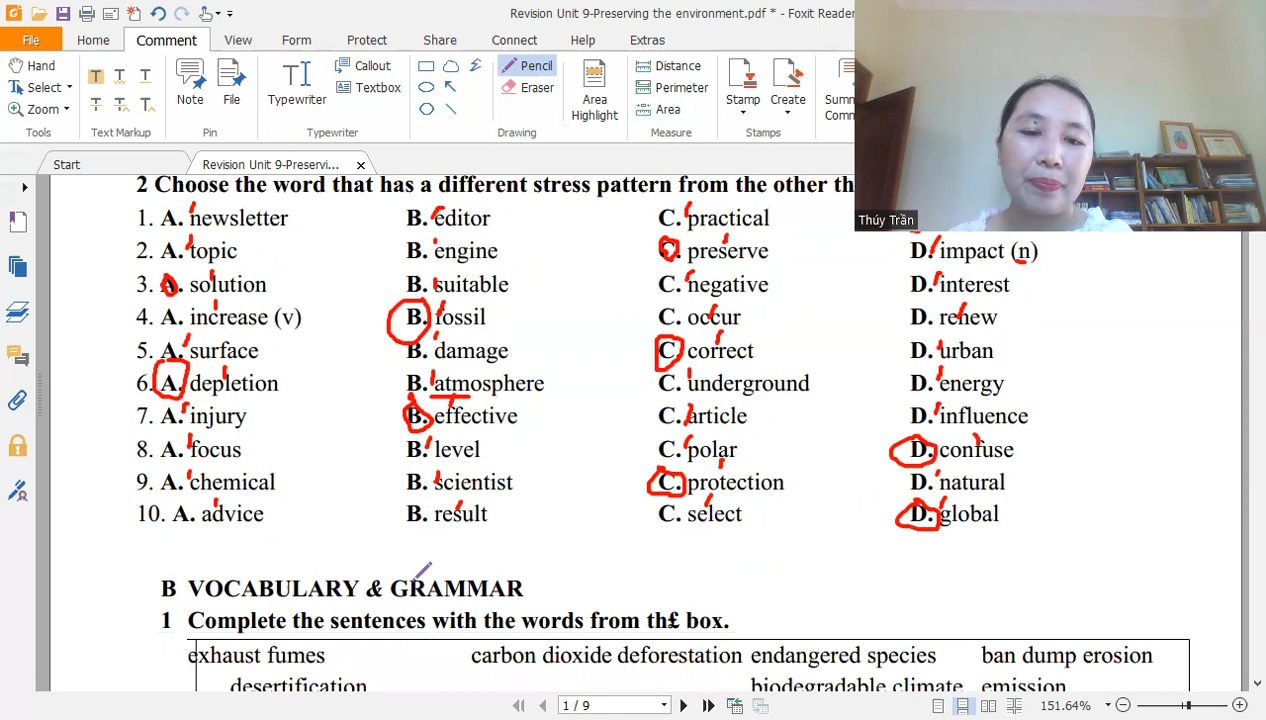 Revision Unit 9-Preserving the environment.pdf * - Foxit Reader
File Home Comment View Form Protect Share Connect Help Extras
Hand
Select
Zoom
Tools
Text Markup
Note
File
Pin
Typewriter
Callout
Textbox
Typewriter
Pencil
Eraser
Area Highlight
Drawing
Distance
Perimeter
Area
Measure
Stamp
Create
Stamps
Summ
Comm
Start
Revision Unit 9-Preservi...
Thúy Trần
2 Choose the word that has a different stress pattern from the other th
1. A. newsletter B. editor C. practical
2. A. topic B. engine C. preserve D. impact (n)
3. A. solution B. suitable C. negative D. interest
4. A. increase (v) B. fossil C. occur D. renew
5. A. surface B. damage C. correct D. urban
6. A. depletion B. atmosphere C. underground D. energy
7. A. injury B. effective C. article D. influence
8. A. focus B. level C. polar D. confuse
9. A. chemical B. scientist C. protection D. natural
10. A. advice B. result C. select D. global
B VOCABULARY & GRAMMAR
1 Complete the sentences with the words from th£ box.
exhaust fumes carbon dioxide deforestation endangered species ban dump erosion
desertification biodegradable climate emission
1 / 9
151.64%